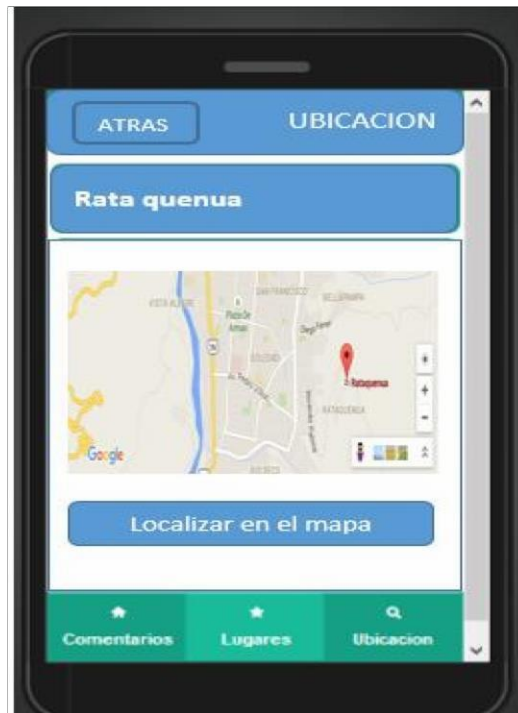 ATRAS
UBICACION
Rata quenua
VISTA ALEGRE
SAN FRANCISCO
BELLAPAMPA
Plaza De
Armas
SOLEDAD
Rataquenua
RATAQUENUA
Google
Localizar en el mapa
Comentarios
Lugares
Ubicacion